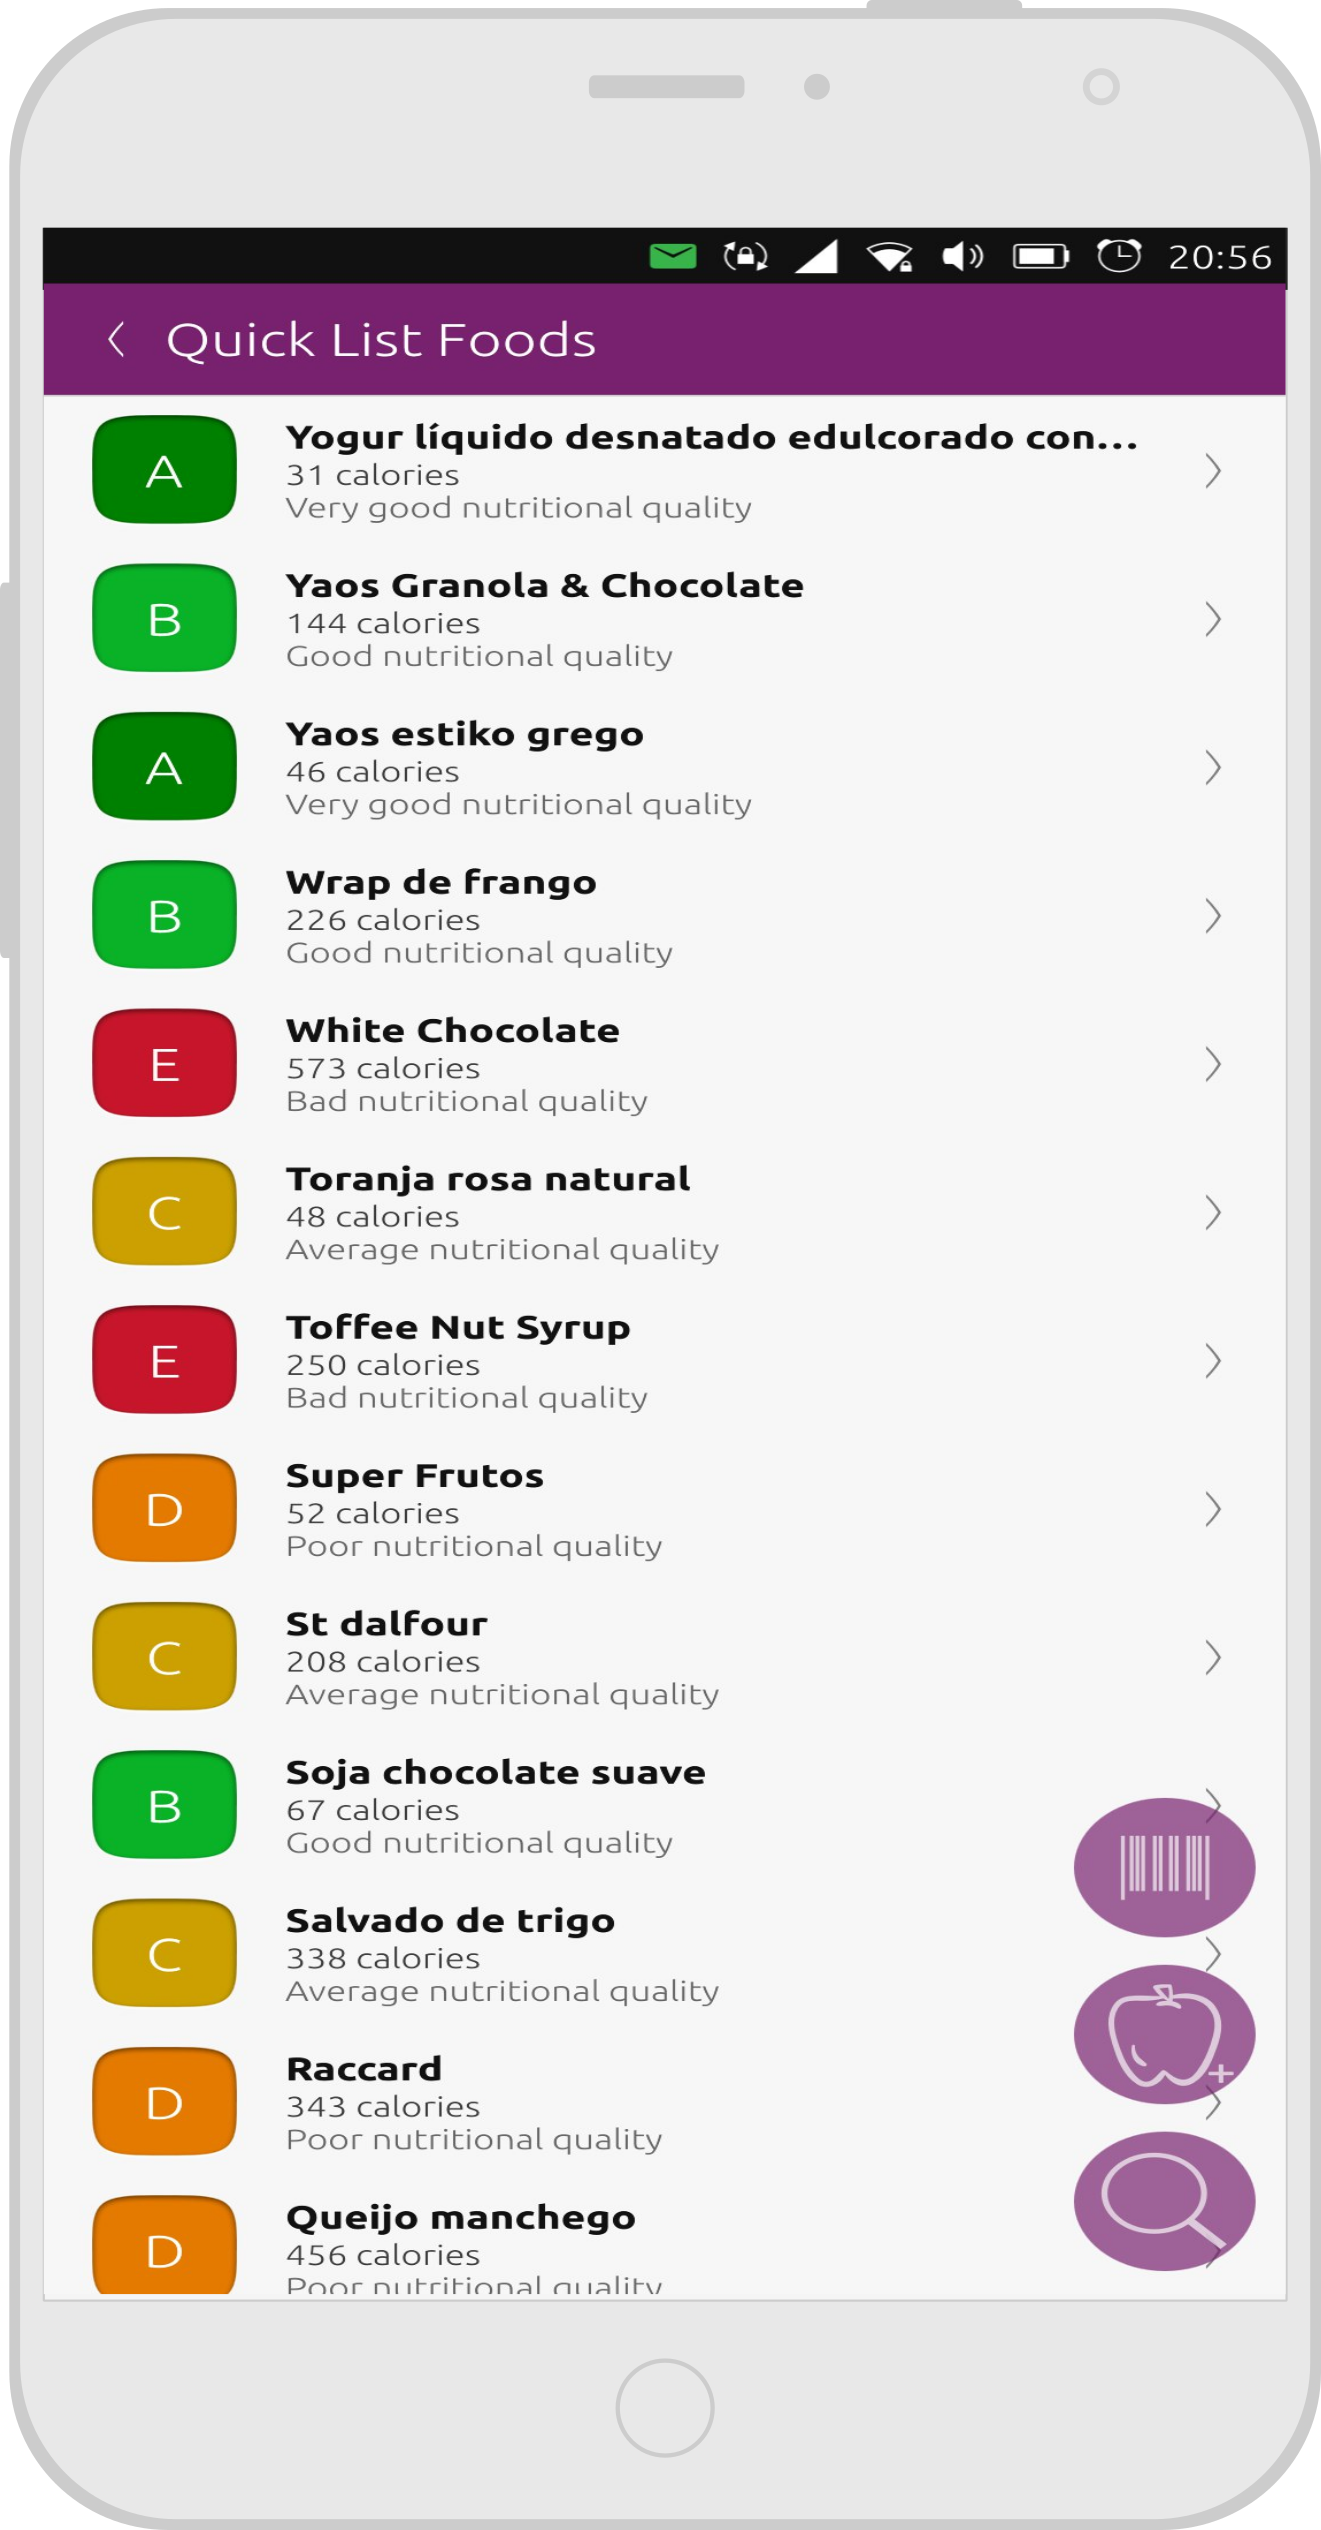 20:56
Quick List Foods
A
Yogur líquido desnatado edulcorado con...
31 calories
Very good nutritional quality
B
Yaos Granola & Chocolate
144 calories
Good nutritional quality
A
Yaos estiko grego
46 calories
Very good nutritional quality
B
Wrap de frango
226 calories
Good nutritional quality
E
White Chocolate
573 calories
Bad nutritional quality
C
Toranja rosa natural
48 calories
Average nutritional quality
E
Toffee Nut Syrup
250 calories
Bad nutritional quality
D
Super Frutos
52 calories
Poor nutritional quality
C
St dalfour
208 calories
Average nutritional quality
B
Soja chocolate suave
67 calories
Good nutritional quality
C
Salvado de trigo
338 calories
Average nutritional quality
D
Raccard
343 calories
Poor nutritional quality
D
Queijo manchego
456 calories
Poor nutritional quality